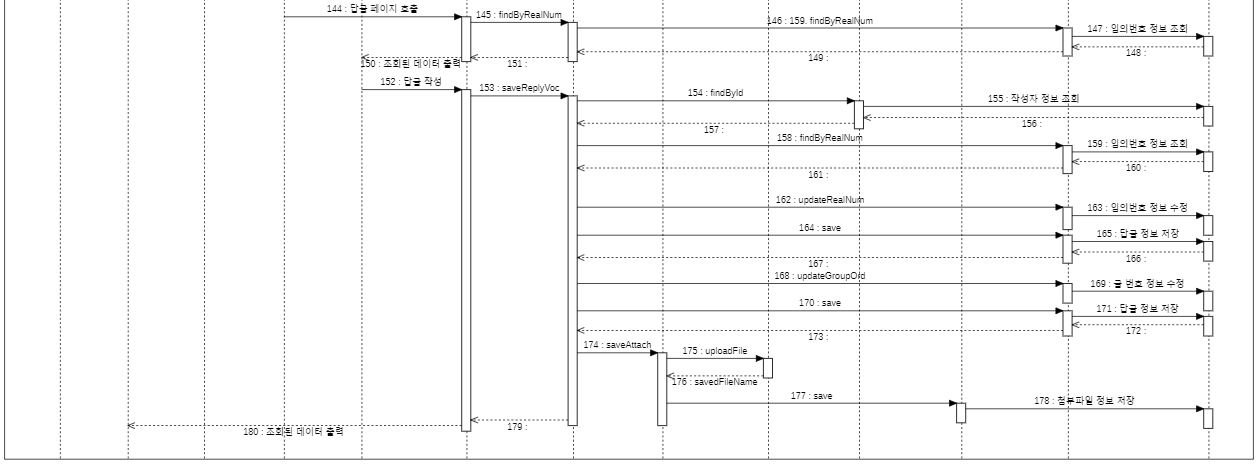 144 : 답글 페이지 호출
145 : findByRealNum
146 : 159. findByRealNum
147 : 임의번호 정보 조회
148 :
149 :
150 : 조회된 데이터 출력
151 :
152 : 답글 작성
153 : saveReplyVoc
154 : findById
155 : 작성자 정보 조회
156 :
157 :
158 : findByRealNum
159 : 임의번호 정보 조회
160 :
161 :
162 : updateRealNum
163 : 임의번호 정보 수정
164 : save
165 : 답글 정보 저장
166 :
167 :
168 : updateGroupOrd
169 : 글 번호 정보 수정
170 : save
171 : 답글 정보 저장
172 :
173 :
174 : saveAttach
175 : uploadFile
176 : savedFileName
177 : save
178 : 첨부파일 정보 저장
179 :
180 : 조회된 데이터 출력